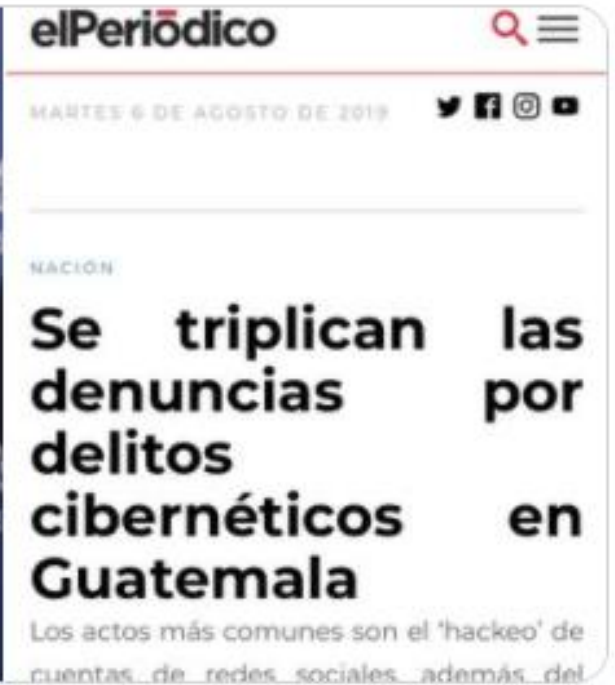 elPeriōdico
MARTES 6 DE AGOSTO DE 2019
NACIÓN
Se triplican las
denuncias por
delitos
cibernéticos en
Guatemala
Los actos más comunes son el 'hackeo' de
cuentas de redes sociales, además del